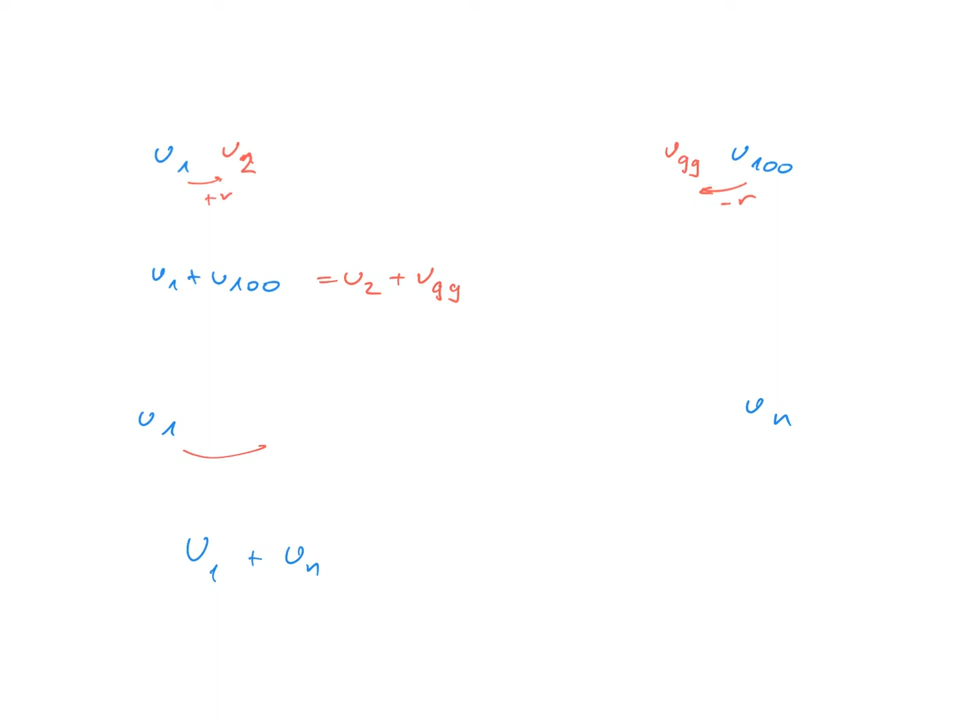 u₁ u₂ u₉₉ u₁₀₀
+r -r
u₁ + u₁₀₀ = u₂ + u₉₉
u₁ uₙ
u₁ + uₙ